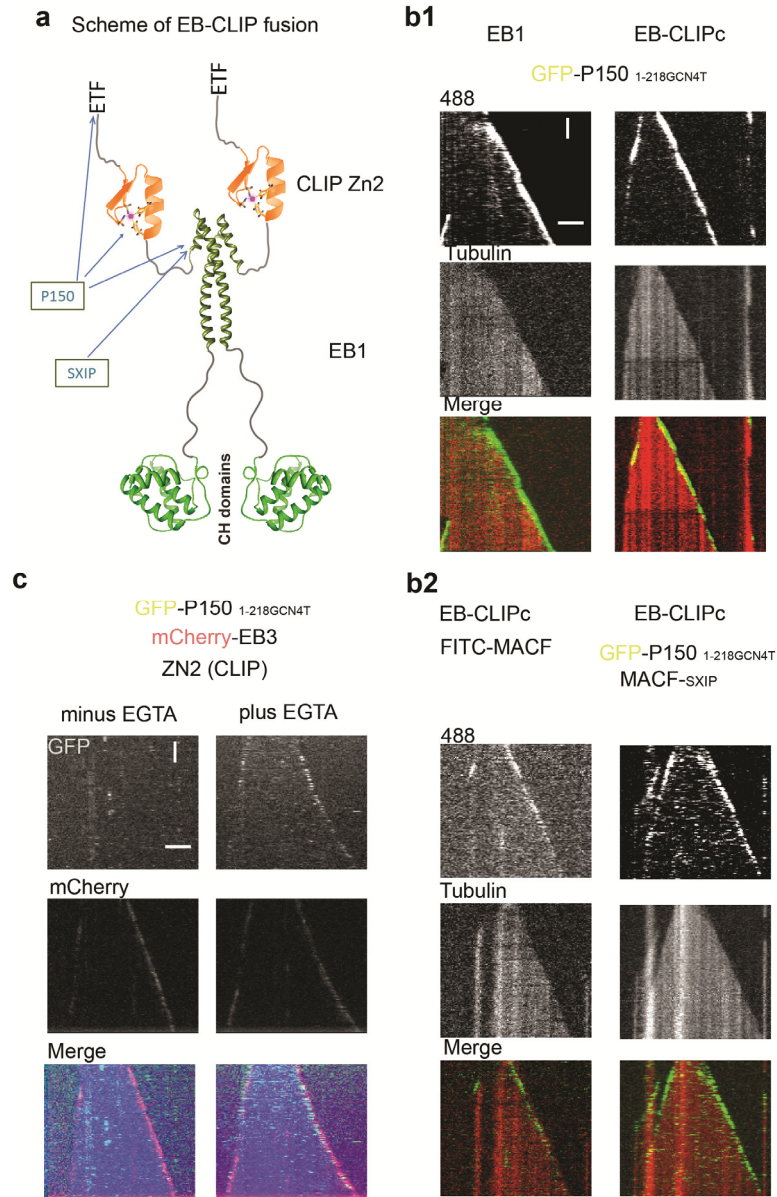 a
Scheme of EB-CLIP fusion
ETF
ETF
CLIP Zn2
P150
SXIP
EB1
CH domains
b1
EB1 EB-CLIPc
GFP-P150 1-218GCN4T
488
Tubulin
Merge
c
GFP-P150 1-218GCN4T
mCherry-EB3
ZN2 (CLIP)
minus EGTA plus EGTA
GFP
mCherry
Merge
b2
EB-CLIPc EB-CLIPc
FITC-MACF GFP-P150 1-218GCN4T
MACF-SXIP
488
Tubulin
Merge